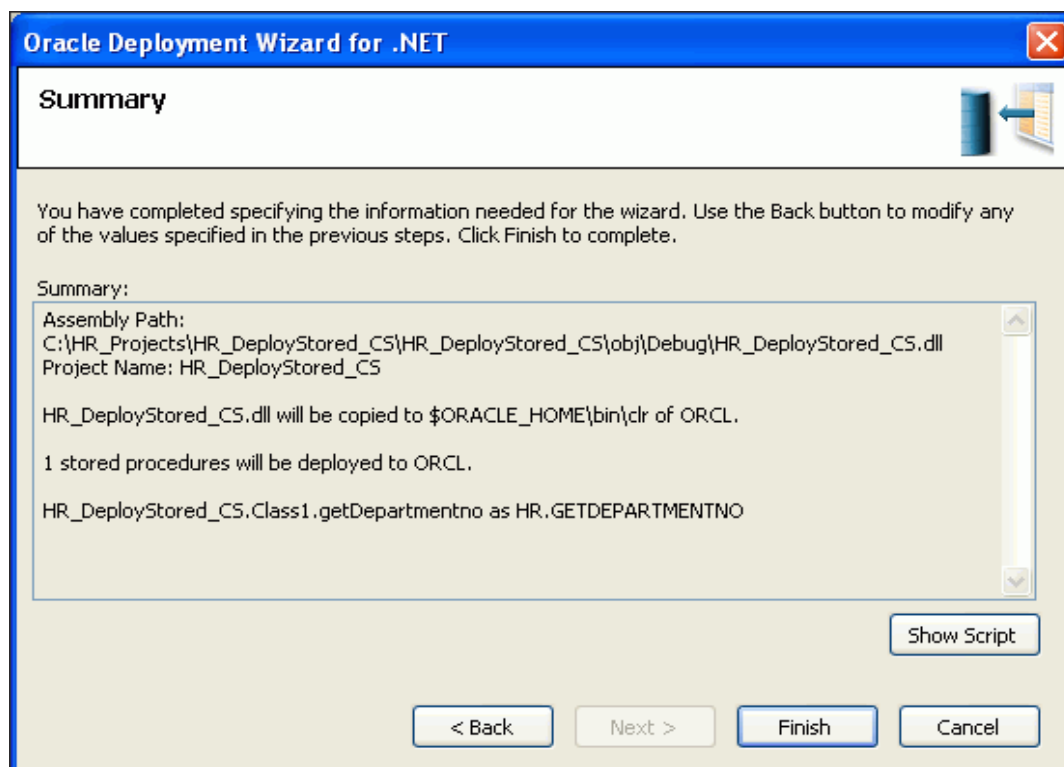 Oracle Deployment Wizard for .NET
Summary
You have completed specifying the information needed for the wizard. Use the Back button to modify any
of the values specified in the previous steps. Click Finish to complete.
Summary:
Assembly Path:
C:\HR_Projects\HR_DeployStored_CS\HR_DeployStored_CS\obj\Debug\HR_DeployStored_CS.dll
Project Name: HR_DeployStored_CS
HR_DeployStored_CS.dll will be copied to $ORACLE_HOME\bin\clr of ORCL.
1 stored procedures will be deployed to ORCL.
HR_DeployStored_CS.Class1.getDepartmentno as HR.GETDEPARTMENTNO
Show Script
< Back
Next >
Finish
Cancel